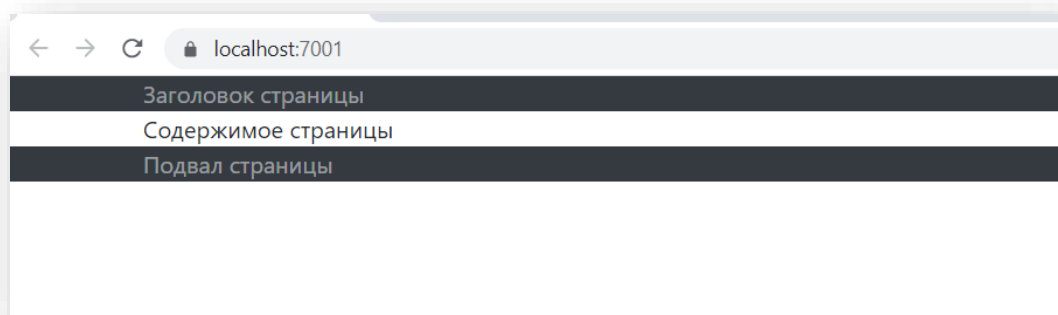 localhost:7001
Заголовок страницы
Содержимое страницы
Подвал страницы